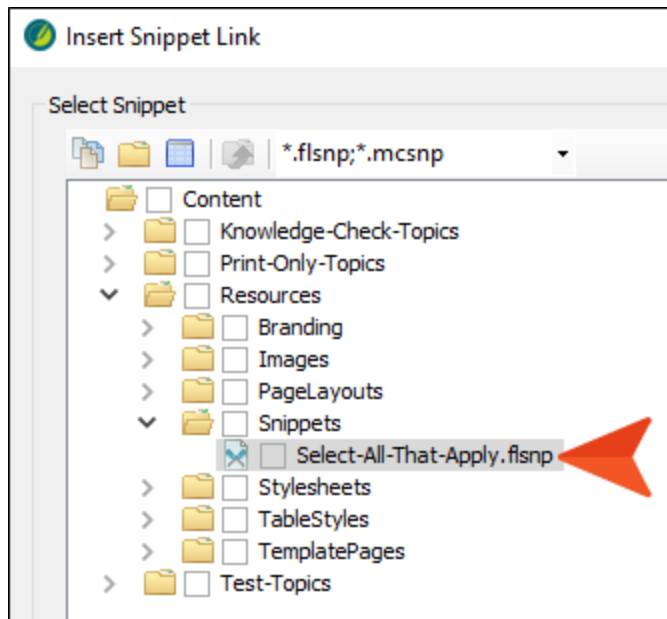 Insert Snippet Link
Select Snippet
*.flsnp;*.mcsnp
Content
Knowledge-Check-Topics
Print-Only-Topics
Resources
Branding
Images
PageLayouts
Snippets
Select-All-That-Apply.flsnp
Stylesheets
TableStyles
TemplatePages
Test-Topics